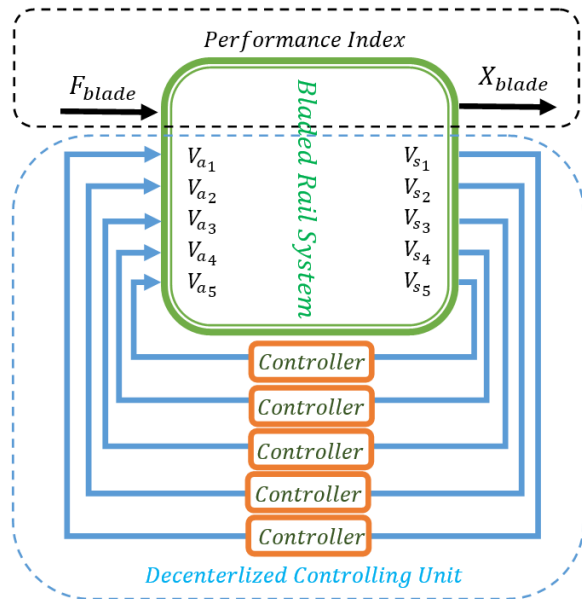 Performance Index
F_blade
X_blade
Bladed Rail System
V_a1
V_s1
V_a2
V_s2
V_a3
V_s3
V_a4
V_s4
V_a5
V_s5
Controller
Controller
Controller
Controller
Controller
Decenterlized Controlling Unit